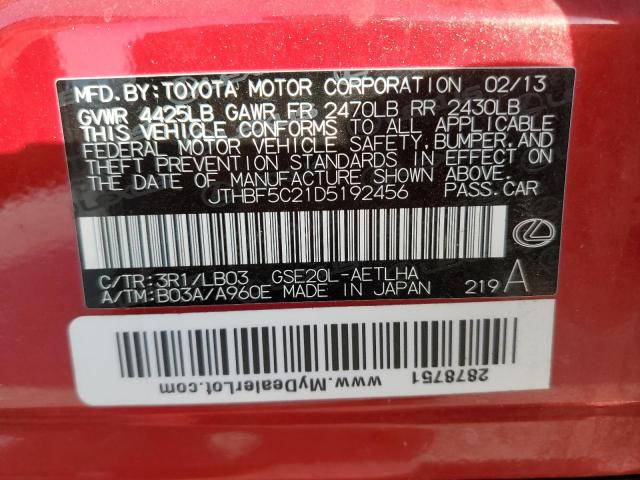 MFD. BY: TOYOTA MOTOR CORPORATION 02/13
GVWR 4425LB GAWR FR 2470LB RR 2430LB
THIS VEHICLE CONFORMS TO ALL APPLICABLE
FEDERAL MOTOR VEHICLE SAFETY, BUMPER, AND
THEFT PREVENTION STANDARDS IN EFFECT ON
THE DATE OF MANUFACTURE SHOWN ABOVE.
JTHBF5C21D5192456 PASS. CAR
C/TR: 3R1/LB03 GSE20L-AETLHA
A/TM: B03A/A960E MADE IN JAPAN 219 A
2878751
www.MyDealerLot.com